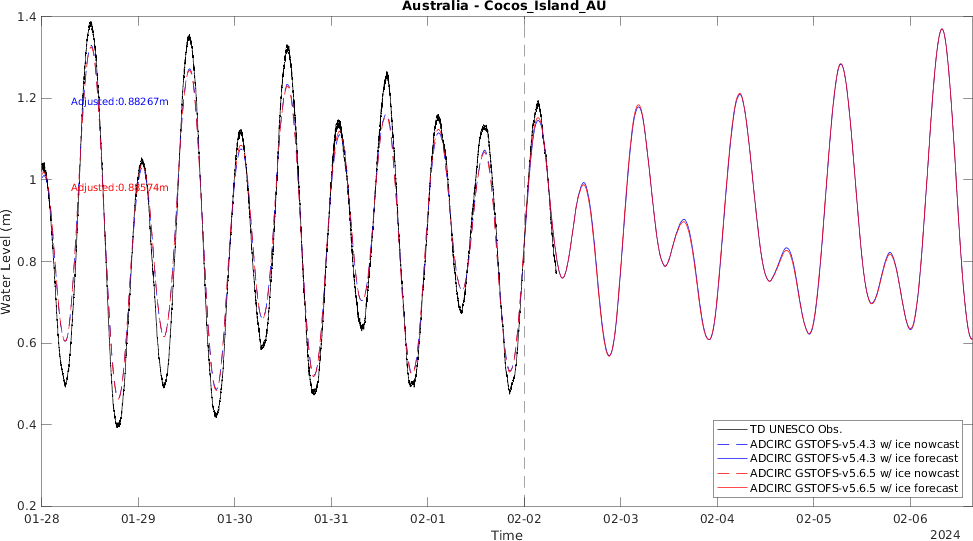 Australia - Cocos_Island_AU
1.4
1.2
1
0.8
0.6
0.4
0.2
Water Level (m)
Adjusted:0.88267m
Adjusted:0.88574m
TD UNESCO Obs.
ADCIRC GSTOFS-v5.4.3 w/ ice nowcast
ADCIRC GSTOFS-v5.4.3 w/ ice forecast
ADCIRC GSTOFS-v5.6.5 w/ ice nowcast
ADCIRC GSTOFS-v5.6.5 w/ ice forecast
01-28 01-29 01-30 01-31 02-01 02-02 02-03 02-04 02-05 02-06
Time
2024